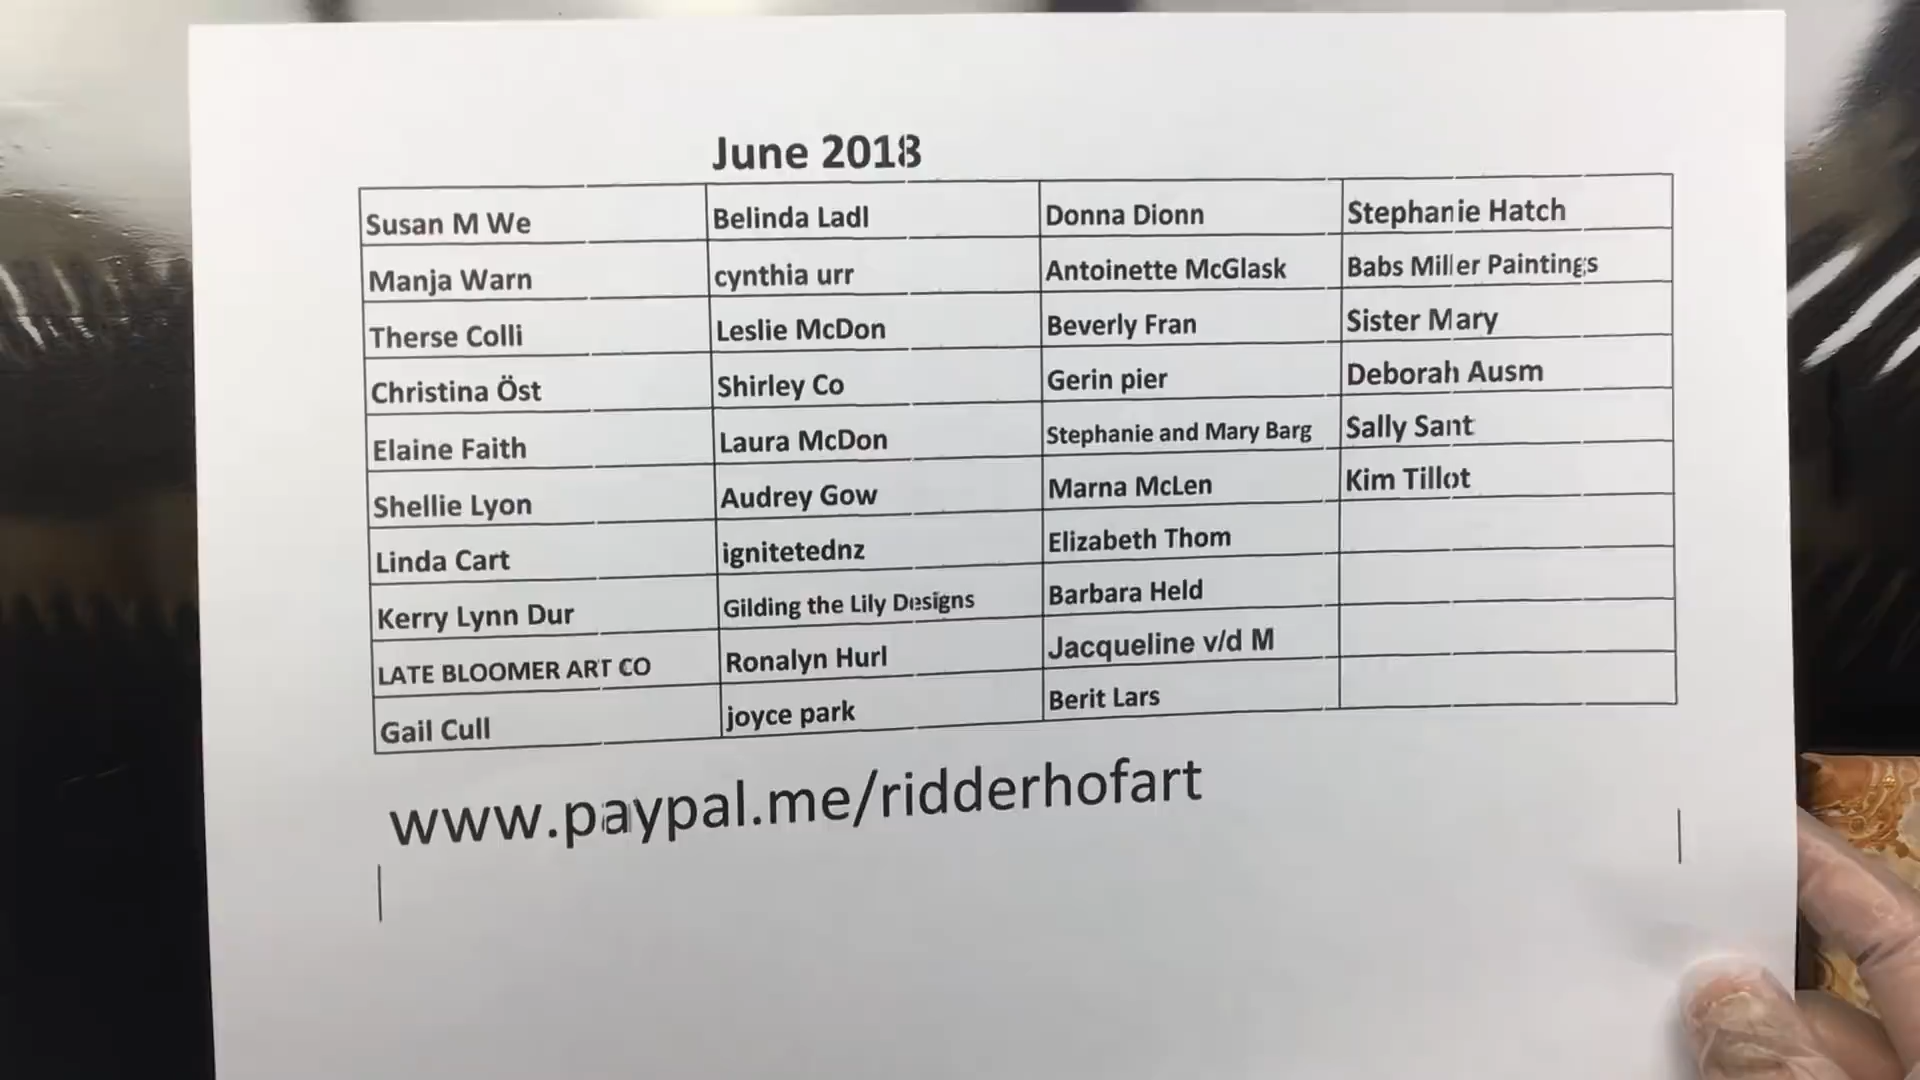 June 2018
Susan M We Belinda Ladl Donna Dionn Stephanie Hatch
Manja Warn cynthia urr Antoinette McGlask Babs Miller Paintings
Therse Colli Leslie McDon Beverly Fran Sister Mary
Christina Öst Shirley Co Gerin pier Deborah Ausm
Elaine Faith Laura McDon Stephanie and Mary Barg Sally Sant
Shellie Lyon Audrey Gow Marna McLen Kim Tillot
Linda Cart ignitetednz Elizabeth Thom
Kerry Lynn Dur Gilding the Lily Designs Barbara Held
LATE BLOOMER ART CO Ronalyn Hurl Jacqueline v/d M
Gail Cull joyce park Berit Lars
www.paypal.me/ridderhofart